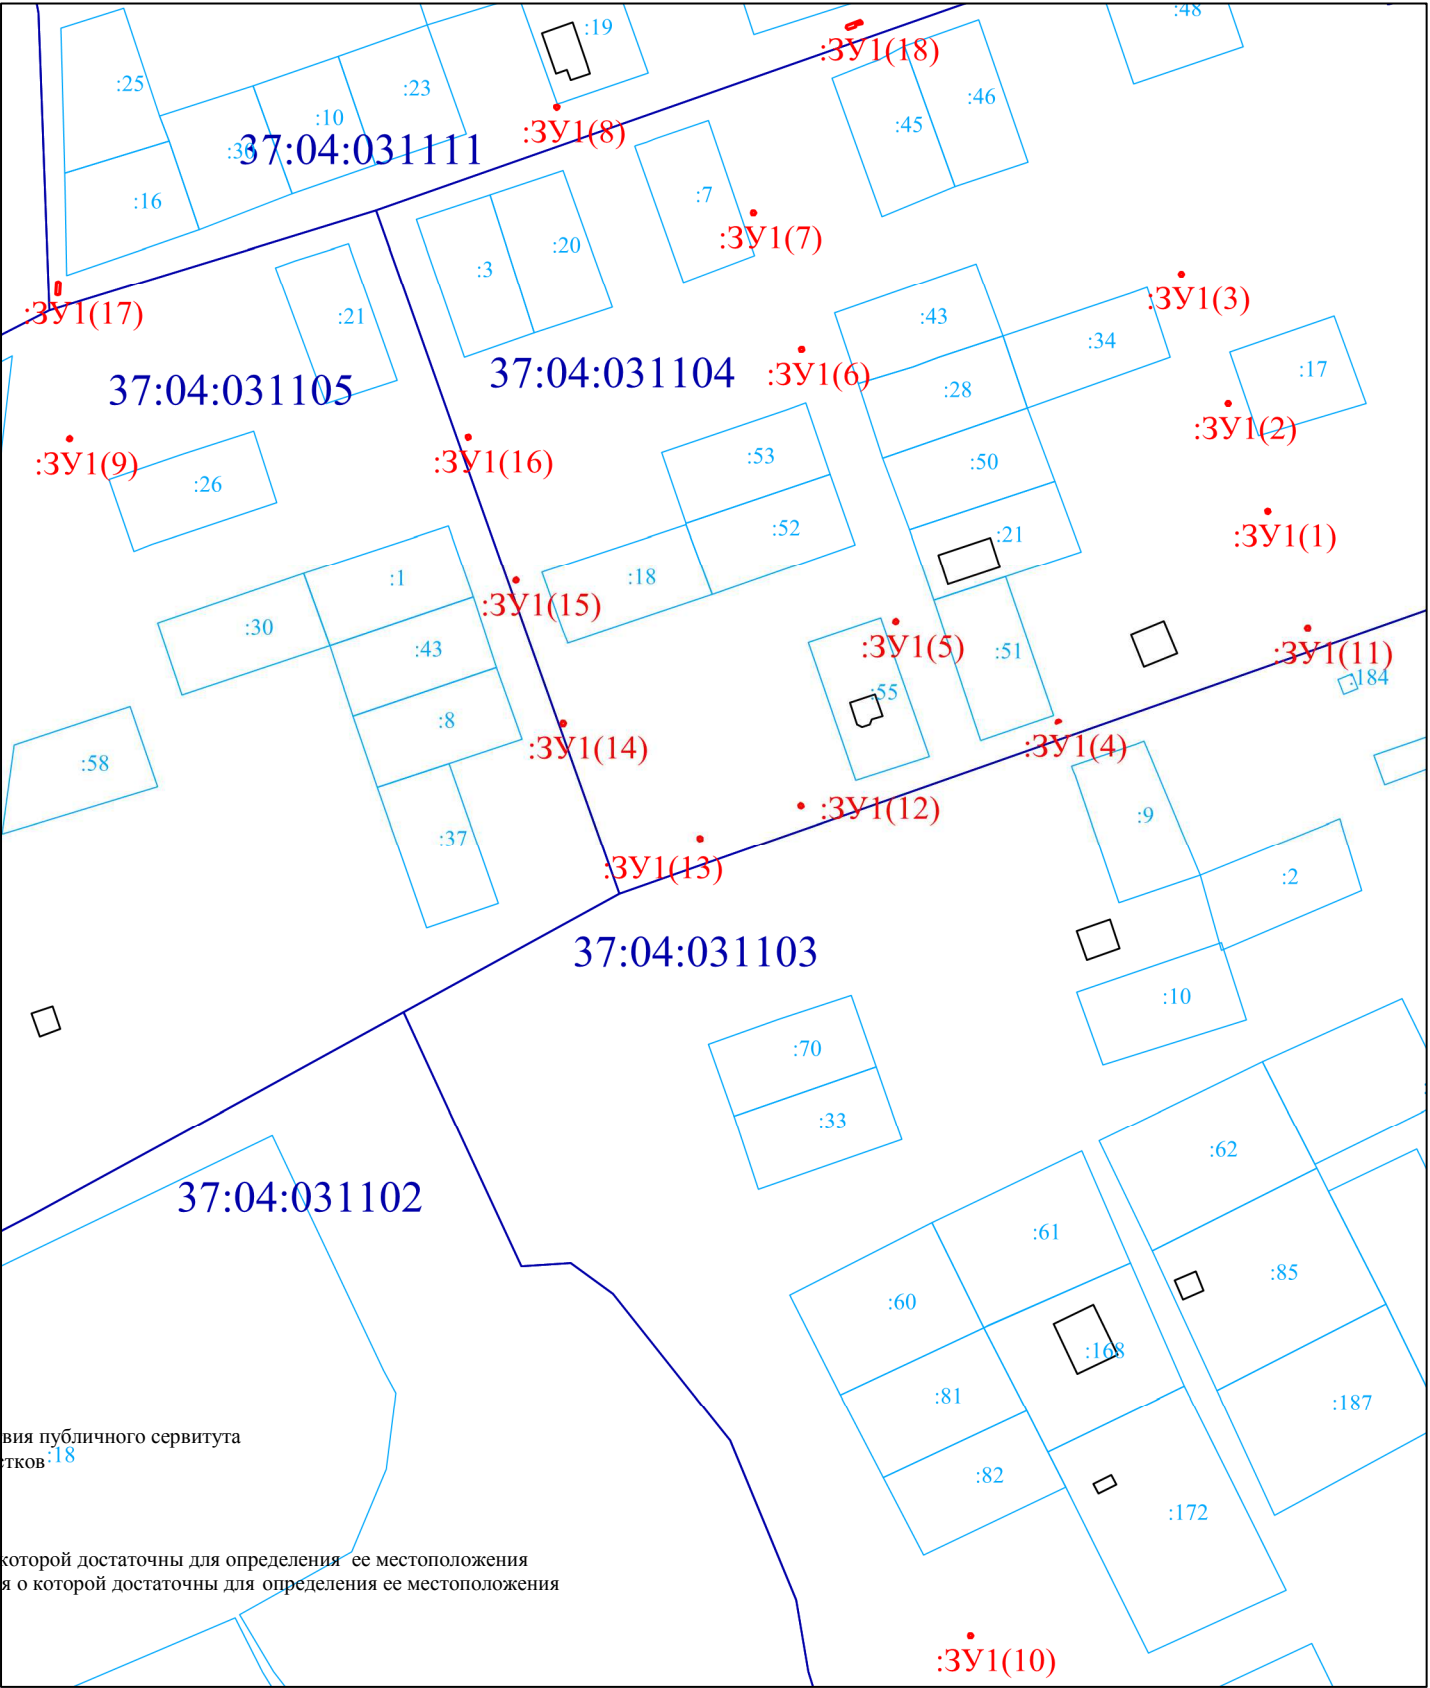 :48
:19
:ЗУ1(18)
:25
:23
:46
:10
:45
:ЗУ1(8)
:30
37:04:031111
:7
:16
:ЗУ1(7)
:20
:3
:ЗУ1(3)
:ЗУ1(17)
:21
:43
:34
:17
37:04:031104
:ЗУ1(6)
37:04:031105
:28
:ЗУ1(2)
:53
:ЗУ1(9)
:ЗУ1(16)
:50
:26
:52
:21
:ЗУ1(1)
:1
:18
:ЗУ1(15)
:30
:43
:ЗУ1(5)
:51
:ЗУ1(11)
:184
:55
:8
:ЗУ1(14)
:ЗУ1(4)
:58
:ЗУ1(12)
:9
:37
:ЗУ1(13)
:2
37:04:031103
:10
:70
:33
:62
37:04:031102
:61
:85
:60
:168
:81
:187
вия публичного сервитута
стков
:18
:82
:172
которой достаточны для определения ее местоположения
я о которой достаточны для определения ее местоположения
:ЗУ1(10)